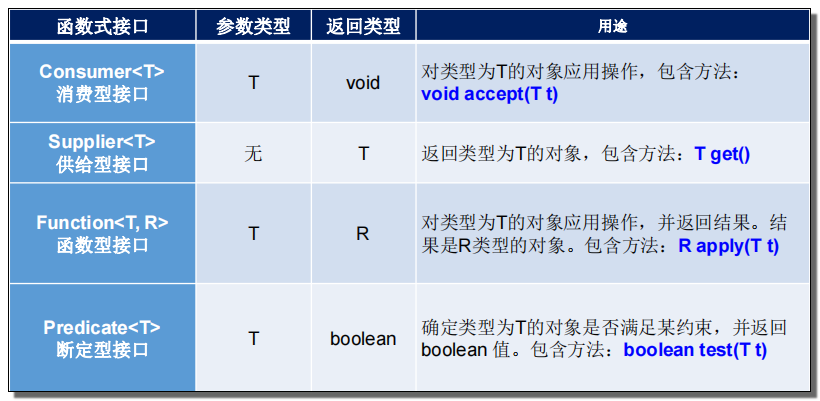 函数式接口 参数类型 返回类型 用途
Consumer<T>
消费型接口
T
void
对类型为T的对象应用操作，包含方法：
void accept(T t)
Supplier<T>
供给型接口
无
T
返回类型为T的对象，包含方法：T get()
Function<T, R>
函数型接口
T
R
对类型为T的对象应用操作，并返回结果。结
果是R类型的对象。包含方法：R apply(T t)
Predicate<T>
断定型接口
T
boolean
确定类型为T的对象是否满足某约束，并返回
boolean 值。包含方法：boolean test(T t)